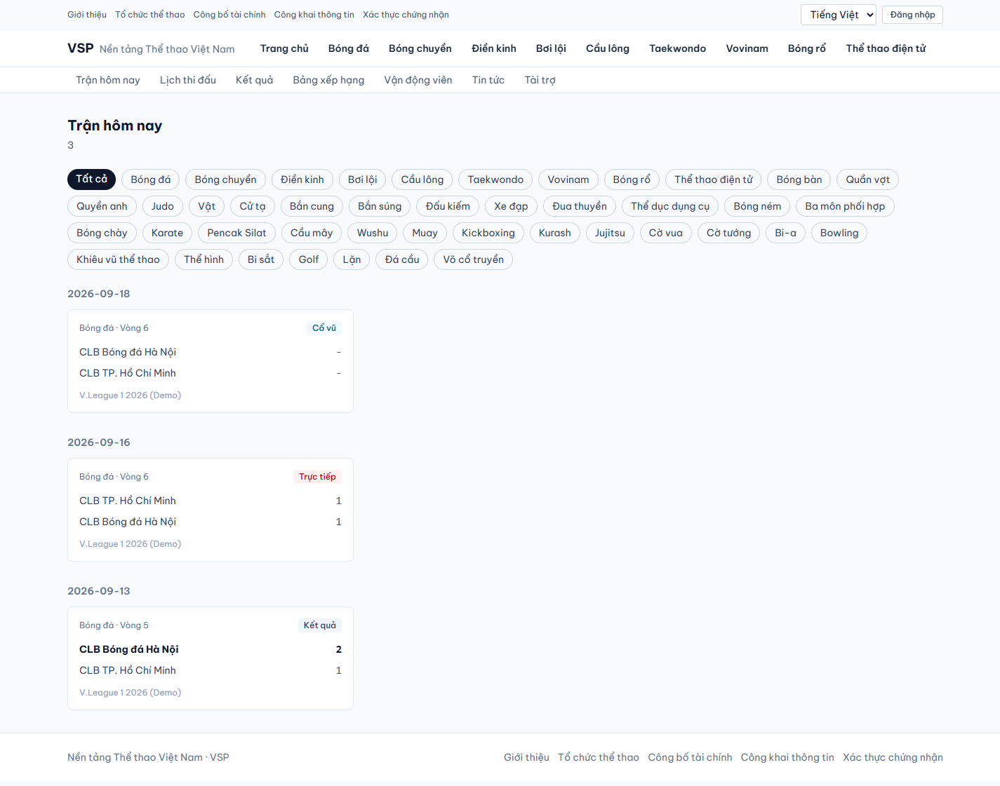 Giới thiệu Tổ chức thể thao Công bố tài chính Công khai thông tin Xác thực chứng nhận Tiếng Việt Đăng nhập
VSP Nền tảng Thể thao Việt Nam Trang chủ Bóng đá Bóng chuyền Điền kinh Bơi lội Cầu lông Taekwondo Vovinam Bóng rổ Thể thao điện tử
Trận hôm nay Lịch thi đấu Kết quả Bảng xếp hạng Vận động viên Tin tức Tài trợ
Trận hôm nay
3
Tất cả Bóng đá Bóng chuyền Điền kinh Bơi lội Cầu lông Taekwondo Vovinam Bóng rổ Thể thao điện tử Bóng bàn Quần vợt
Quyền anh Judo Vật Cử tạ Bắn cung Bắn súng Đấu kiếm Xe đạp Đua thuyền Thể dục dụng cụ Bóng ném Ba môn phối hợp
Bóng chày Karate Pencak Silat Cầu mây Wushu Muay Kickboxing Kurash Jujitsu Cờ vua Cờ tướng Bi-a Bowling
Khiêu vũ thể thao Thể hình Bi sắt Golf Lặn Đá cầu Võ cổ truyền
2026-09-18
Bóng đá · Vòng 6 Cổ vũ
CLB Bóng đá Hà Nội -
CLB TP. Hồ Chí Minh -
V.League 1 2026 (Demo)
2026-09-16
Bóng đá · Vòng 6 Trực tiếp
CLB TP. Hồ Chí Minh 1
CLB Bóng đá Hà Nội 1
V.League 1 2026 (Demo)
2026-09-13
Bóng đá · Vòng 5 Kết quả
CLB Bóng đá Hà Nội 2
CLB TP. Hồ Chí Minh 1
V.League 1 2026 (Demo)
Nền tảng Thể thao Việt Nam · VSP Giới thiệu Tổ chức thể thao Công bố tài chính Công khai thông tin Xác thực chứng nhận